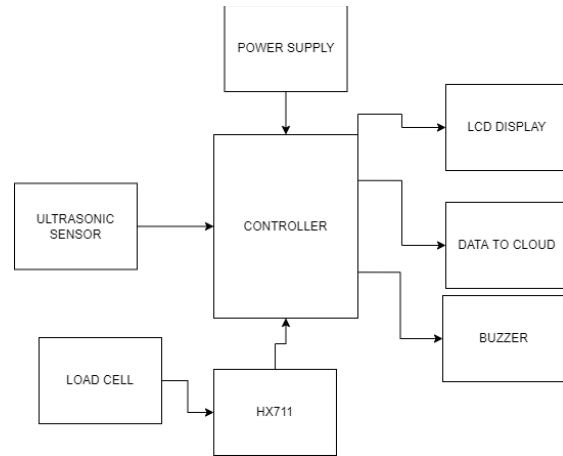 POWER SUPPLY
LCD DISPLAY
ULTRASONIC
SENSOR
CONTROLLER
DATA TO CLOUD
BUZZER
LOAD CELL
HX711